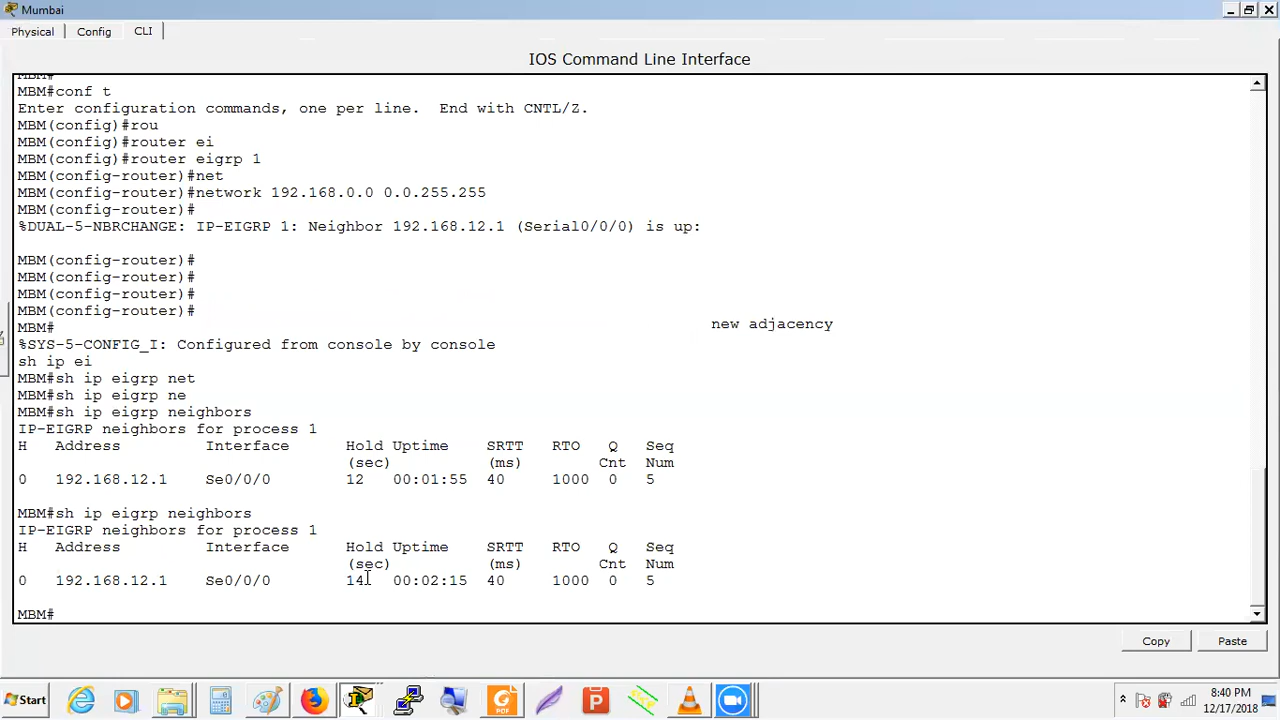 Mumbai
Physical Config CLI
IOS Command Line Interface
MBM#
MBM#conf t
Enter configuration commands, one per line.  End with CNTL/Z.
MBM(config)#rou
MBM(config)#router ei
MBM(config)#router eigrp 1
MBM(config-router)#net
MBM(config-router)#network 192.168.0.0 0.0.255.255
MBM(config-router)#
%DUAL-5-NBRCHANGE: IP-EIGRP 1: Neighbor 192.168.12.1 (Serial0/0/0) is up:
MBM(config-router)#
MBM(config-router)#
MBM(config-router)#
MBM(config-router)#
new adjacency
MBM#
%SYS-5-CONFIG_I: Configured from console by console
sh ip ei
MBM#sh ip eigrp net
MBM#sh ip eigrp ne
MBM#sh ip eigrp neighbors
IP-EIGRP neighbors for process 1
H   Address         Interface      Hold Uptime    SRTT   RTO   Q   Seq
(sec)           (ms)        Cnt  Num
0   192.168.12.1    Se0/0/0        12   00:01:55  40     1000  0   5
MBM#sh ip eigrp neighbors
IP-EIGRP neighbors for process 1
H   Address         Interface      Hold Uptime    SRTT   RTO   Q   Seq
(sec)           (ms)        Cnt  Num
0   192.168.12.1    Se0/0/0        14   00:02:15  40     1000  0   5
MBM#
Copy Paste
Start 8:40 PM
12/17/2018